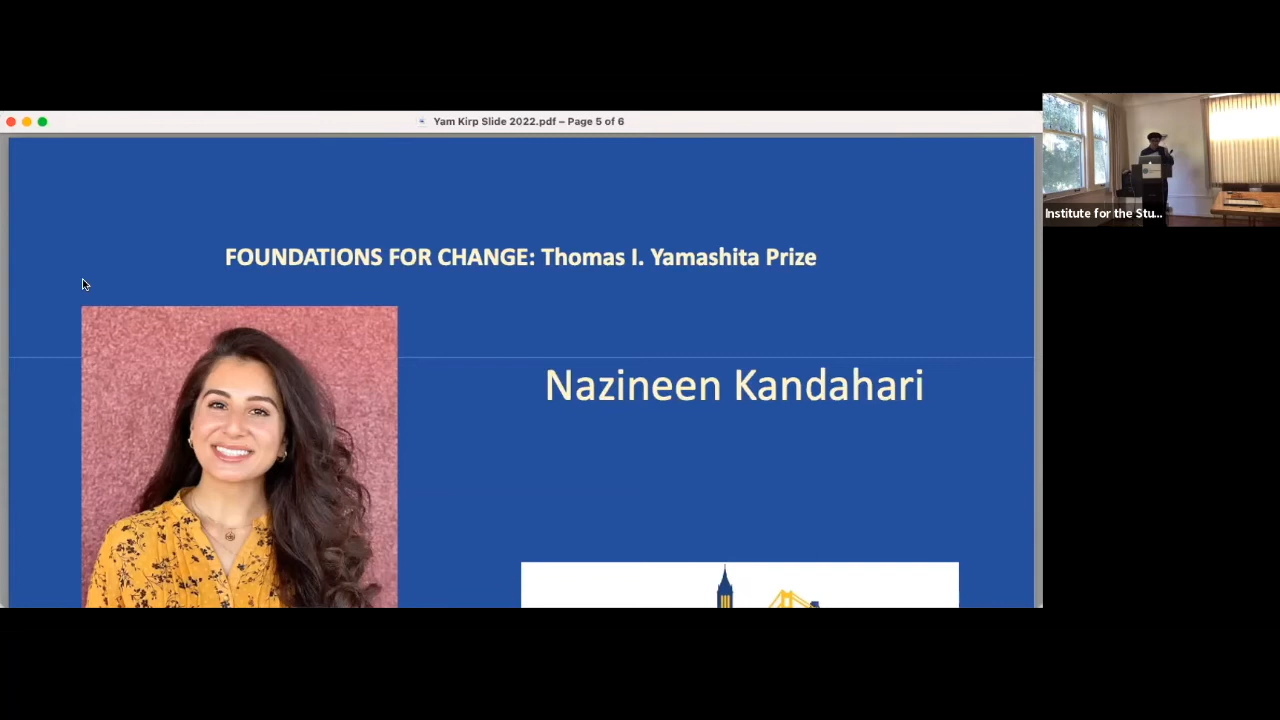 Yam Kirp Slide 2022.pdf – Page 5 of 6
Institute for the Stu...
FOUNDATIONS FOR CHANGE: Thomas I. Yamashita Prize
Nazineen Kandahari